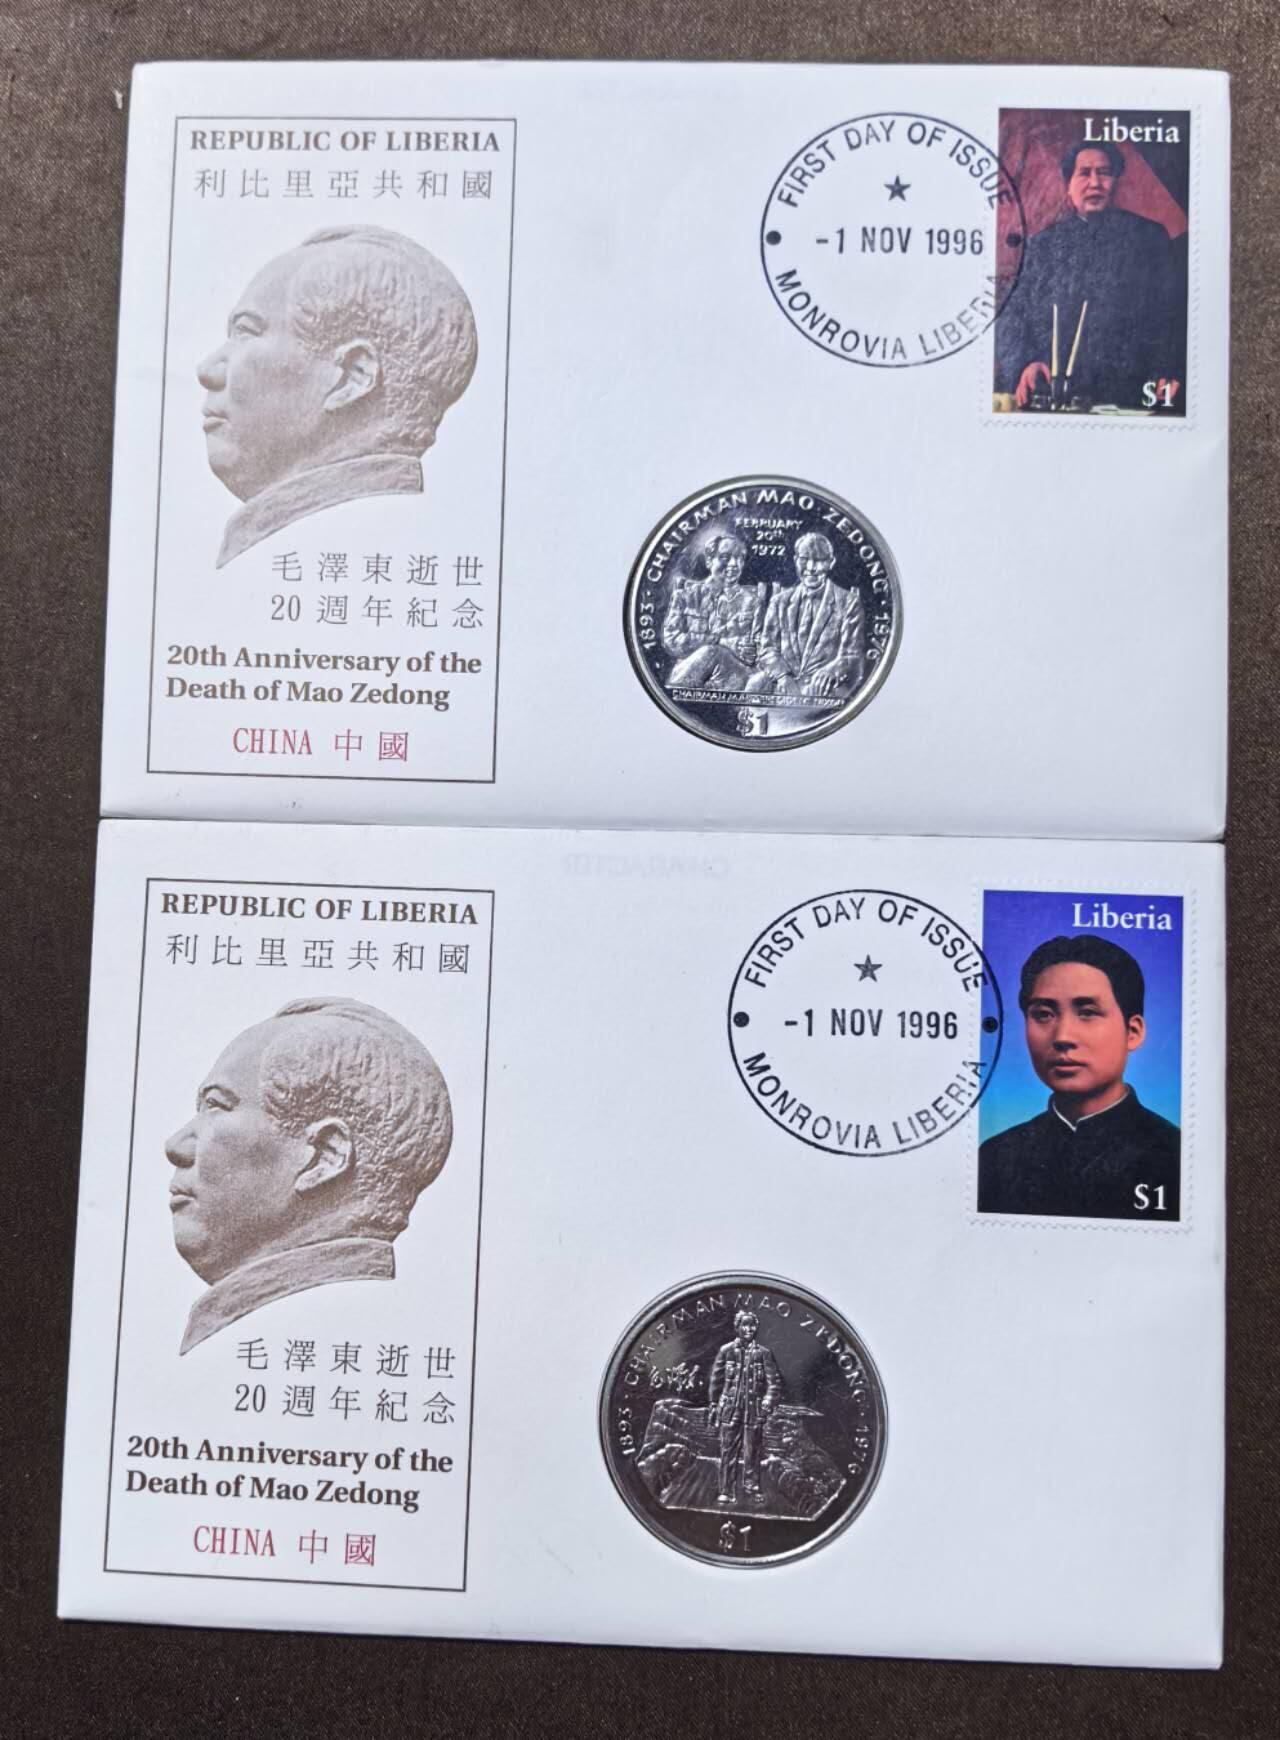 REPUBLIC OF LIBERIA
利比里亞共和國
毛澤東逝世
20週年紀念
20th Anniversary of the
Death of Mao Zedong
CHINA 中國
FIRST DAY OF ISSUE
-1 NOV 1996
MONROVIA LIBERIA
Liberia
$1
1893 · CHAIRMAN MAO ZEDONG · 1976
FEBRUARY
20th
1972
$1
REPUBLIC OF LIBERIA
利比里亞共和國
毛澤東逝世
20週年紀念
20th Anniversary of the
Death of Mao Zedong
CHINA 中國
FIRST DAY OF ISSUE
-1 NOV 1996
MONROVIA LIBERIA
Liberia
$1
1893 · CHAIRMAN MAO ZEDONG · 1976
$1